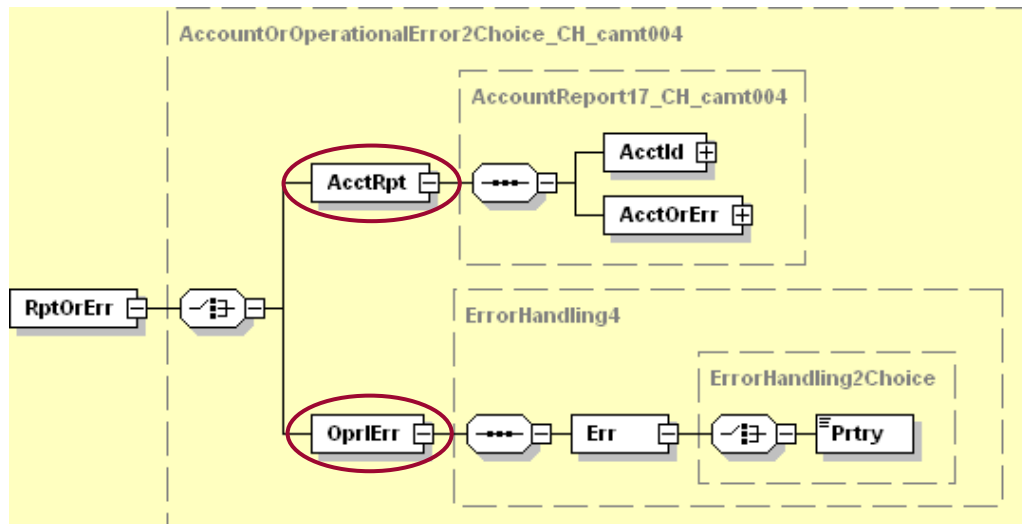 AccountOrOperationalError2Choice_CH_camt004
AccountReport17_CH_camt004
AcctId
AcctRpt
AcctOrErr
RptOrErr
ErrorHandling4
ErrorHandling2Choice
OprlErr
Err
Prtry